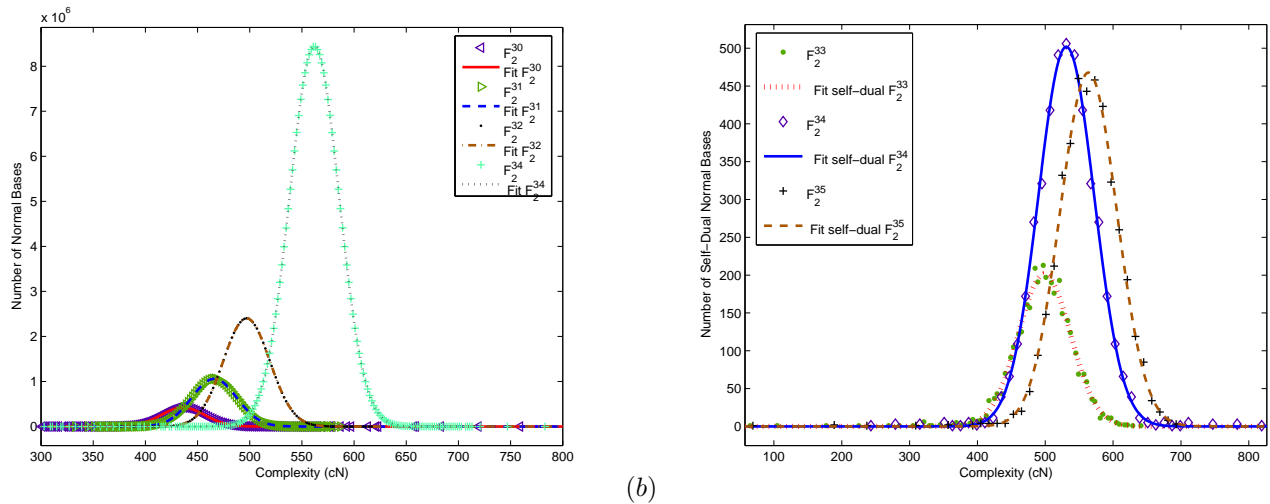 x 10^6
8
7
6
5
4
3
2
1
0
Number of Normal Bases
300 350 400 450 500 550 600 650 700 750 800
Complexity (cN)
F_2^30
Fit F_2^30
F_2^31
Fit F_2^31
F_2^32
Fit F_2^32
F_2^34
Fit F_2^34
(b)
500
450
400
350
300
250
200
150
100
50
0
Number of Self-Dual Normal Bases
100 200 300 400 500 600 700 800
Complexity (cN)
F_2^33
Fit self-dual F_2^33
F_2^34
Fit self-dual F_2^34
F_2^35
Fit self-dual F_2^35